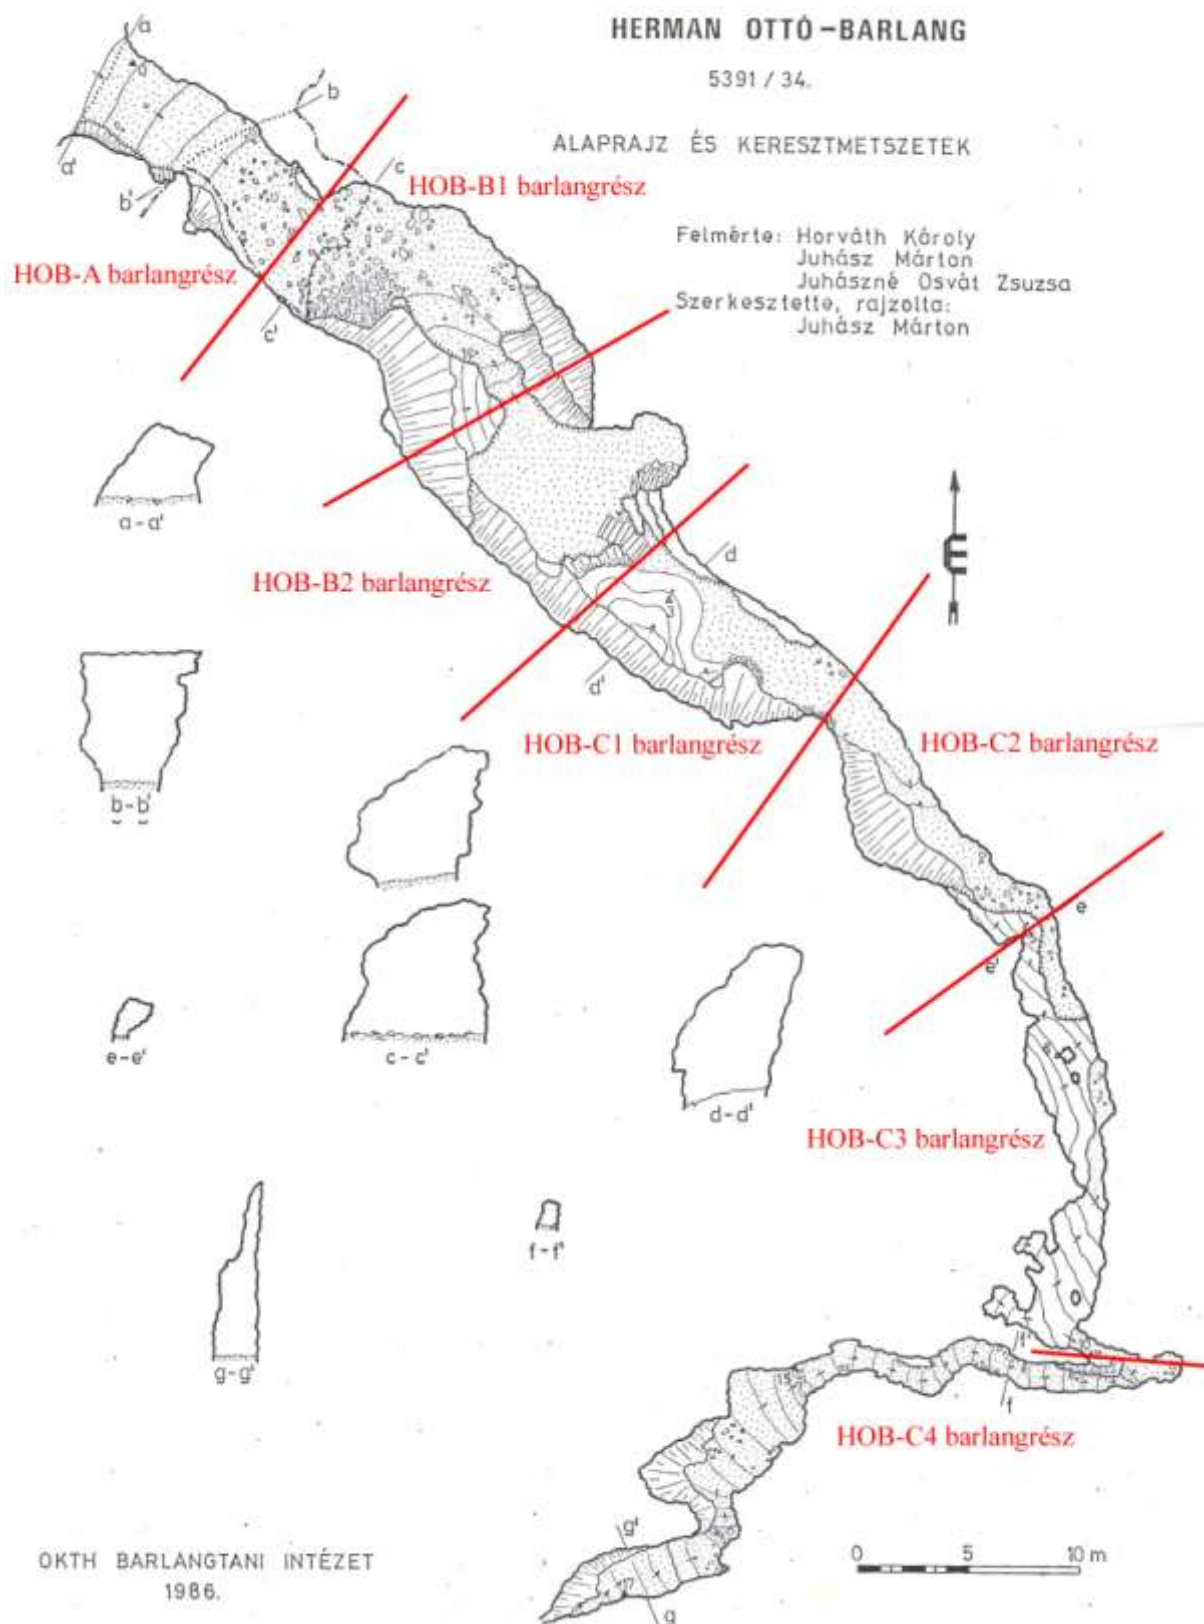 HERMAN OTTÓ-BARLANG
5391 / 34.
ALAPRAJZ ÉS KERESZTMETSZETEK
Felmérte: Horváth Károly
Juhász Márton
Juhászné Osvát Zsuzsa
Szerkesztette, rajzolta:
Juhász Márton
a
a'
b
b'
c
c'
HOB-B1 barlangrész
HOB-A barlangrész
a-a'
HOB-B2 barlangrész
d
d'
É
HOB-C1 barlangrész
HOB-C2 barlangrész
b-b'
e
e'
e-e'
c-c'
d-d'
HOB-C3 barlangrész
f-f'
g-g'
f'
f
HOB-C4 barlangrész
g'
g
0 5 10 m
OKTH BARLANGTANI INTÉZET
1986.